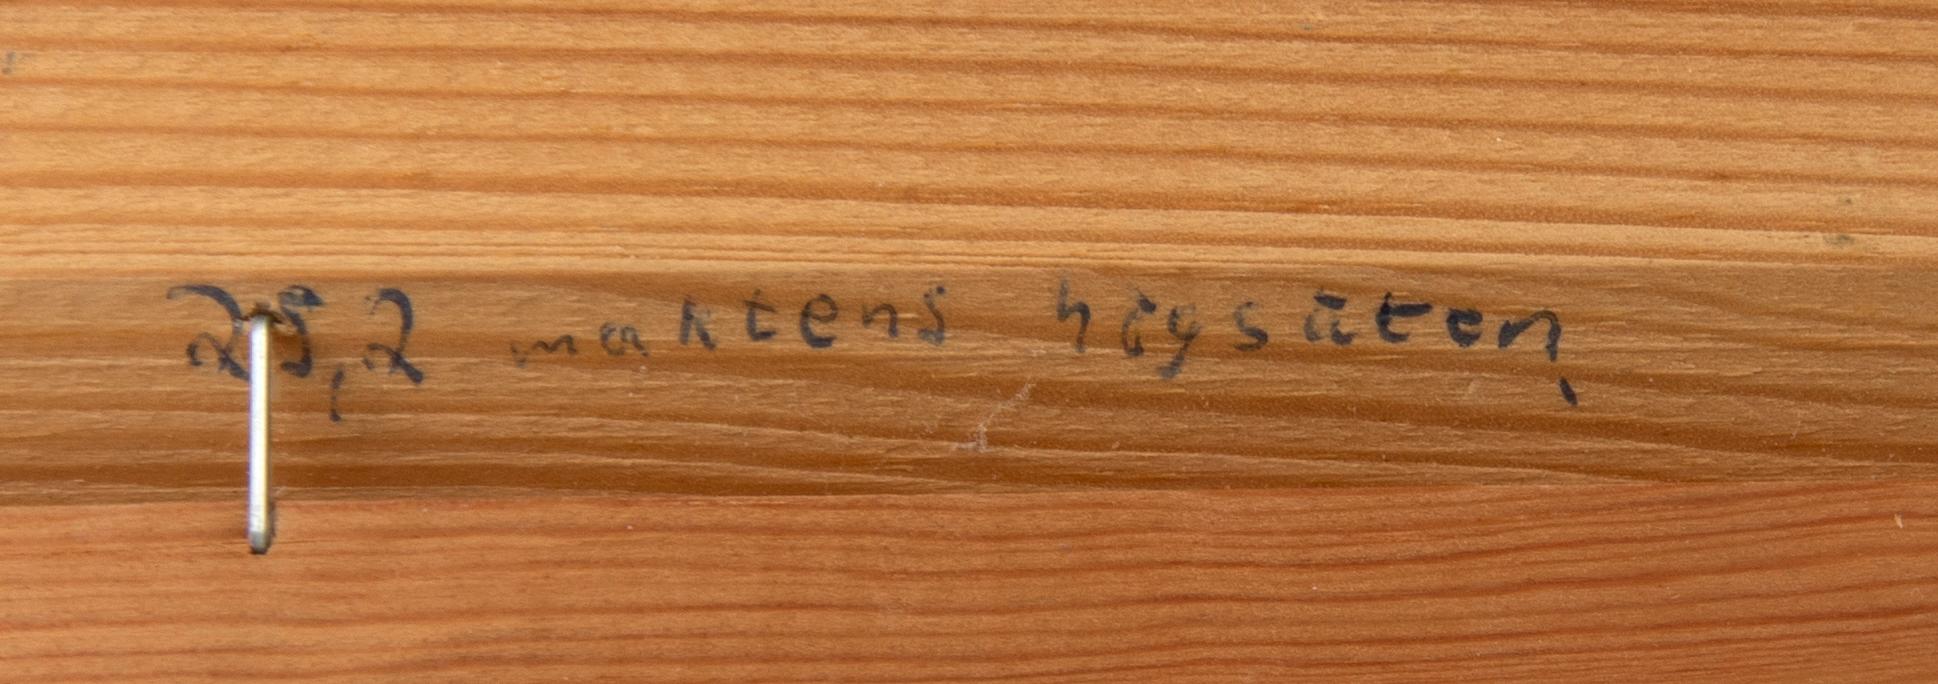 25,2 maktens högsäten,